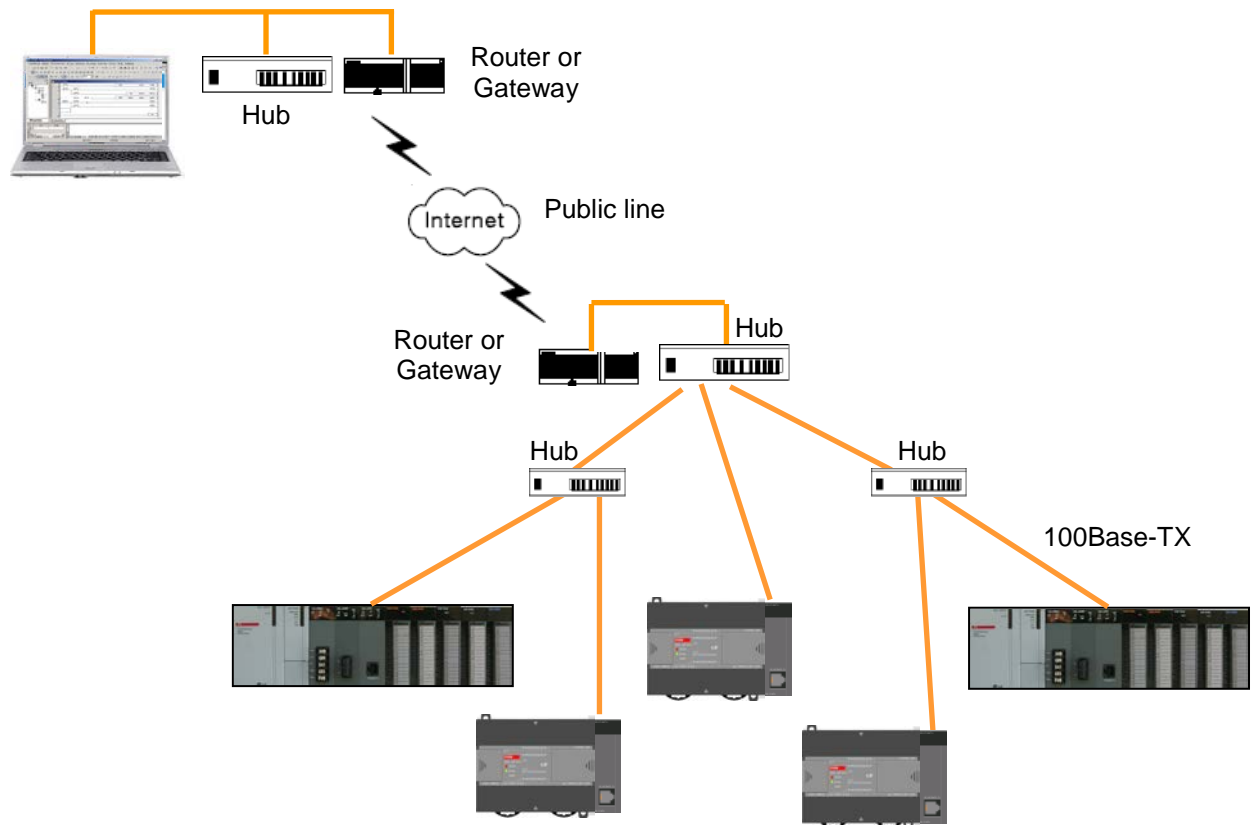 Router or
Gateway
Hub
Internet
Public line
Router or
Gateway
Hub
Hub
Hub
100Base-TX